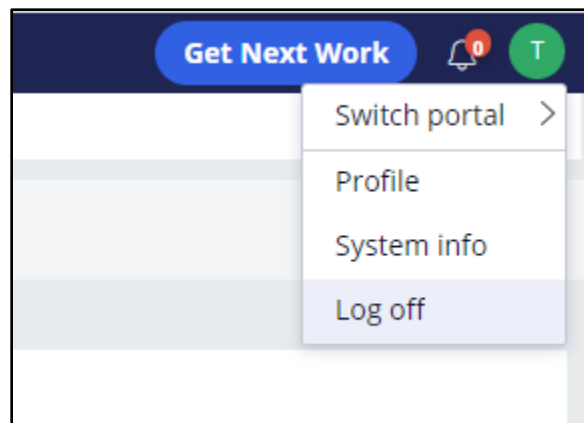 Get Next Work
0
T
Switch portal
Profile
System info
Log off